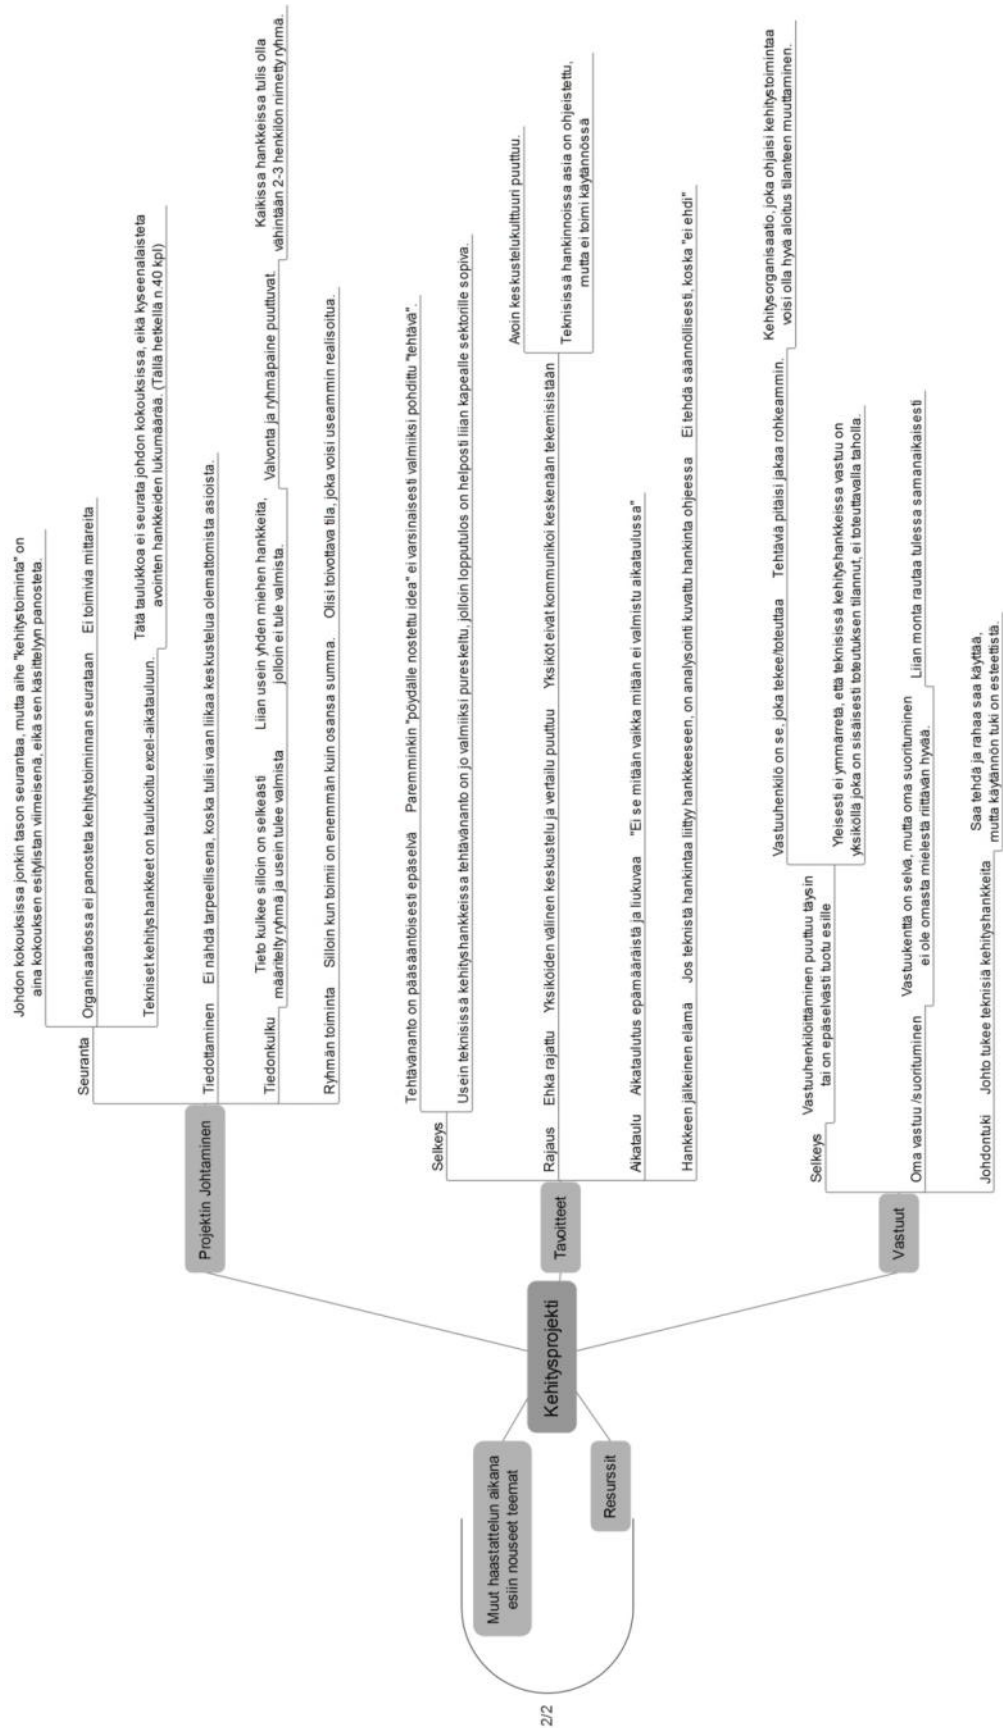 Johdon kokouksissa jonkin tason seurantaa, mutta aihe "kehitystoiminta" on
aina kokouksen esityslistan viimeisenä, eikä sen käsittelyyn panosteta.
Seuranta
Organisaatiossa ei panosteta kehitystoiminnan seurataan
Ei toimivia mittareita
Tekniset kehityshankkeet on taulukoitu excel-aikatauluun.
Tätä taulukkoa ei seurata johdon kokouksissa, eikä kyseenalaisteta
avointen hankkeiden lukumäärää. (Tällä hetkellä n.40 kpl)
Projektin Johtaminen
Tiedottaminen
Ei nähdä tarpeellisena, koska tulisi vaan liikaa keskustelua olemattomista asioista.
Tiedonkulku
Tieto kulkee silloin on selkeästi
määritelty ryhmä ja usein tulee valmista
Liian usein yhden miehen hankkeita,
jolloin ei tule valmista.
Valvonta ja ryhmäpaine puuttuvat.
Kaikissa hankkeissa tulis olla
vähintään 2-3 henkilön nimetty ryhmä.
Ryhmän toiminta
Silloin kun toimii on enemmän kuin osansa summa.
Olisi toivottava tila, joka voisi useammin realisoitua.
Tehtävänanto on pääsääntöisesti epäselvä
Paremminkin "pöydälle nostettu idea" ei varsinaisesti valmiiksi pohdittu "tehtävä".
Selkeys
Usein teknisissä kehityshankkeissa tehtävänanto on jo valmiiksi pureskeltu, jolloin lopputulos on helposti liian kapealle sektorille sopiva.
Tavoitteet
Rajaus
Ehkä rajattu
Yksiköiden välinen keskustelu ja vertailu puuttuu
Yksiköt eivät kommunikoi keskenään tekemisistään
Avoin keskustelukulttuuri puuttuu.
Teknisissä hankinnoissa asia on ohjeistettu,
mutta ei toimi käytännössä
Aikataulu
Aikataulutus epämääräistä ja liukuvaa
"Ei se mitään vaikka mitään ei valmistu aikataulussa"
Hankkeen jälkeinen elämä
Jos teknistä hankintaa liittyy hankkeeseen, on analysointi kuvattu hankinta ohjeessa
Ei tehdä säännöllisesti, koska "ei ehdi"
Kehitysprojekti
Muut haastattelun aikana
esiin nouseet teemat
Resurssit
2/2
Selkeys
Vastuuhenkilöittäminen puuttuu täysin
tai on epäselvästi tuotu esille
Vastuuhenkilö on se, joka tekee/toteuttaa
Tehtäviä pitäisi jakaa rohkeammin.
Kehitysorganisaatio, joka ohjaisi kehitystoimintaa
voisi olla hyvä aloitus tilanteen muuttaminen.
Yleisesti ei ymmärretä, että teknisissä kehityshankkeissa vastuu on
yksiköllä joka on sisäisesti toteutuksen tilannut, ei toteuttavalla taholla.
Vastuut
Oma vastuu /suorituminen
Vastuukenttä on selvä, mutta oma suorituminen
ei ole omasta mielestä riittävän hyvää.
Liian monta rautaa tulessa samanaikaisesti
Johdontuki
Johto tukee teknisiä kehityshankkeita
Saa tehdä ja rahaa saa käyttää,
mutta käytännön tuki on esteettistä.